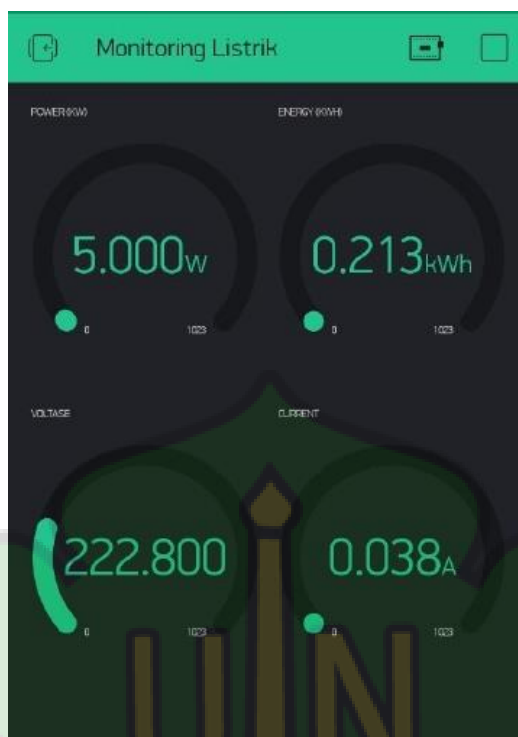 Monitoring Listrik
POWER (KW)
ENERGY (KWH)
5.000W
0.213kWh
0 1023
0 1023
VOLTASE
CURRENT
222.800
0.038A
0 1023
0 1023
UIN